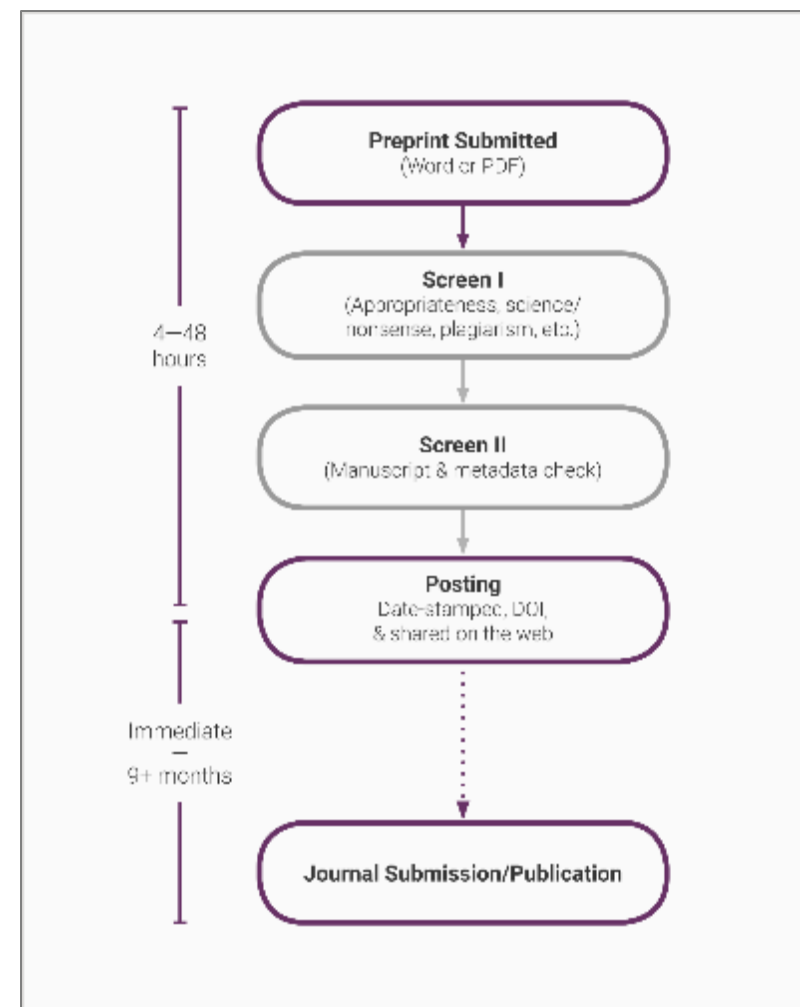 Preprint Submitted
(Word or PDF)
Screen I
(Appropriateness, science/
nonsense, plagiarism, etc.)
4—48
hours
Screen II
(Manuscript & metadata check)
Posting
Date-stamped, DOI,
& shared on the web
Immediate
—
9+ months
Journal Submission/Publication